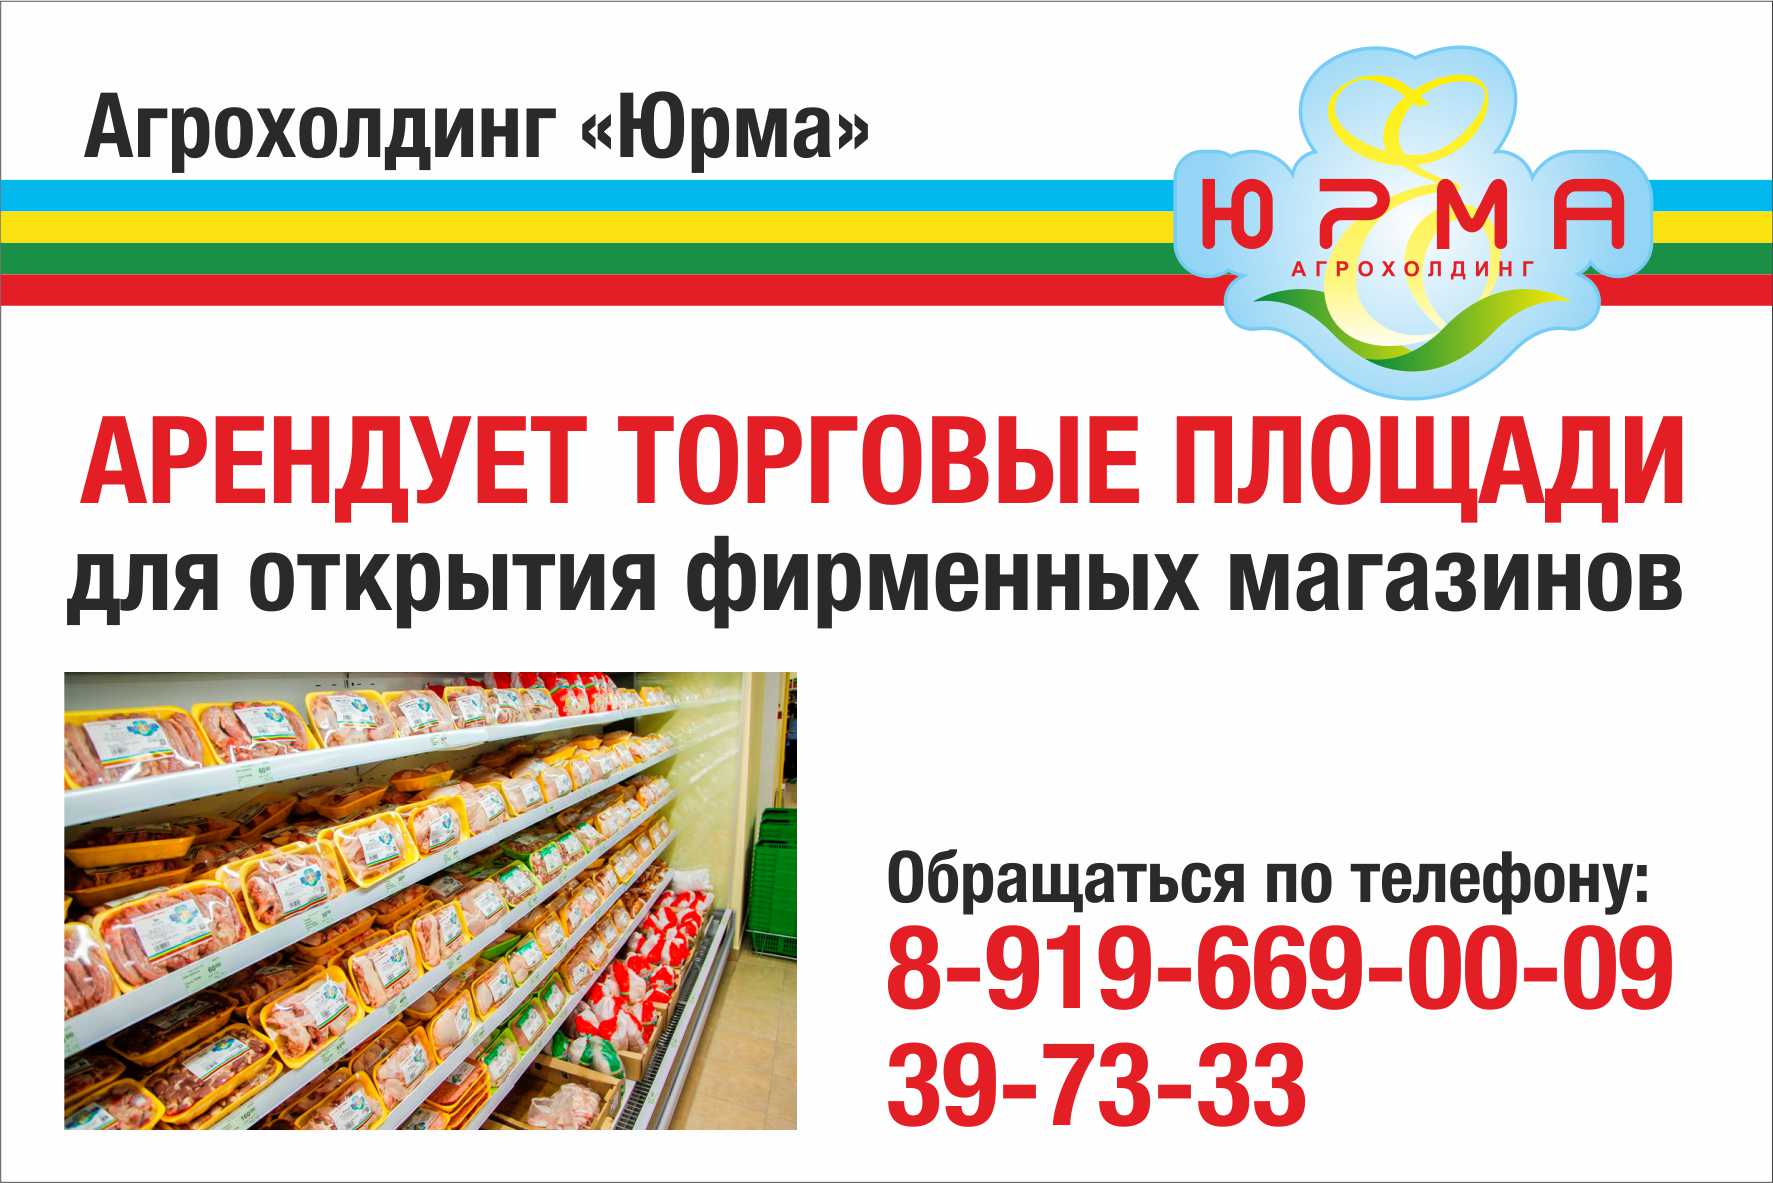 Агрохолдинг «Юрма»
ЮРМА
АГРОХОЛДИНГ
АРЕНДУЕТ ТОРГОВЫЕ ПЛОЩАДИ
для открытия фирменных магазинов
Обращаться по телефону:
8-919-669-00-09
39-73-33